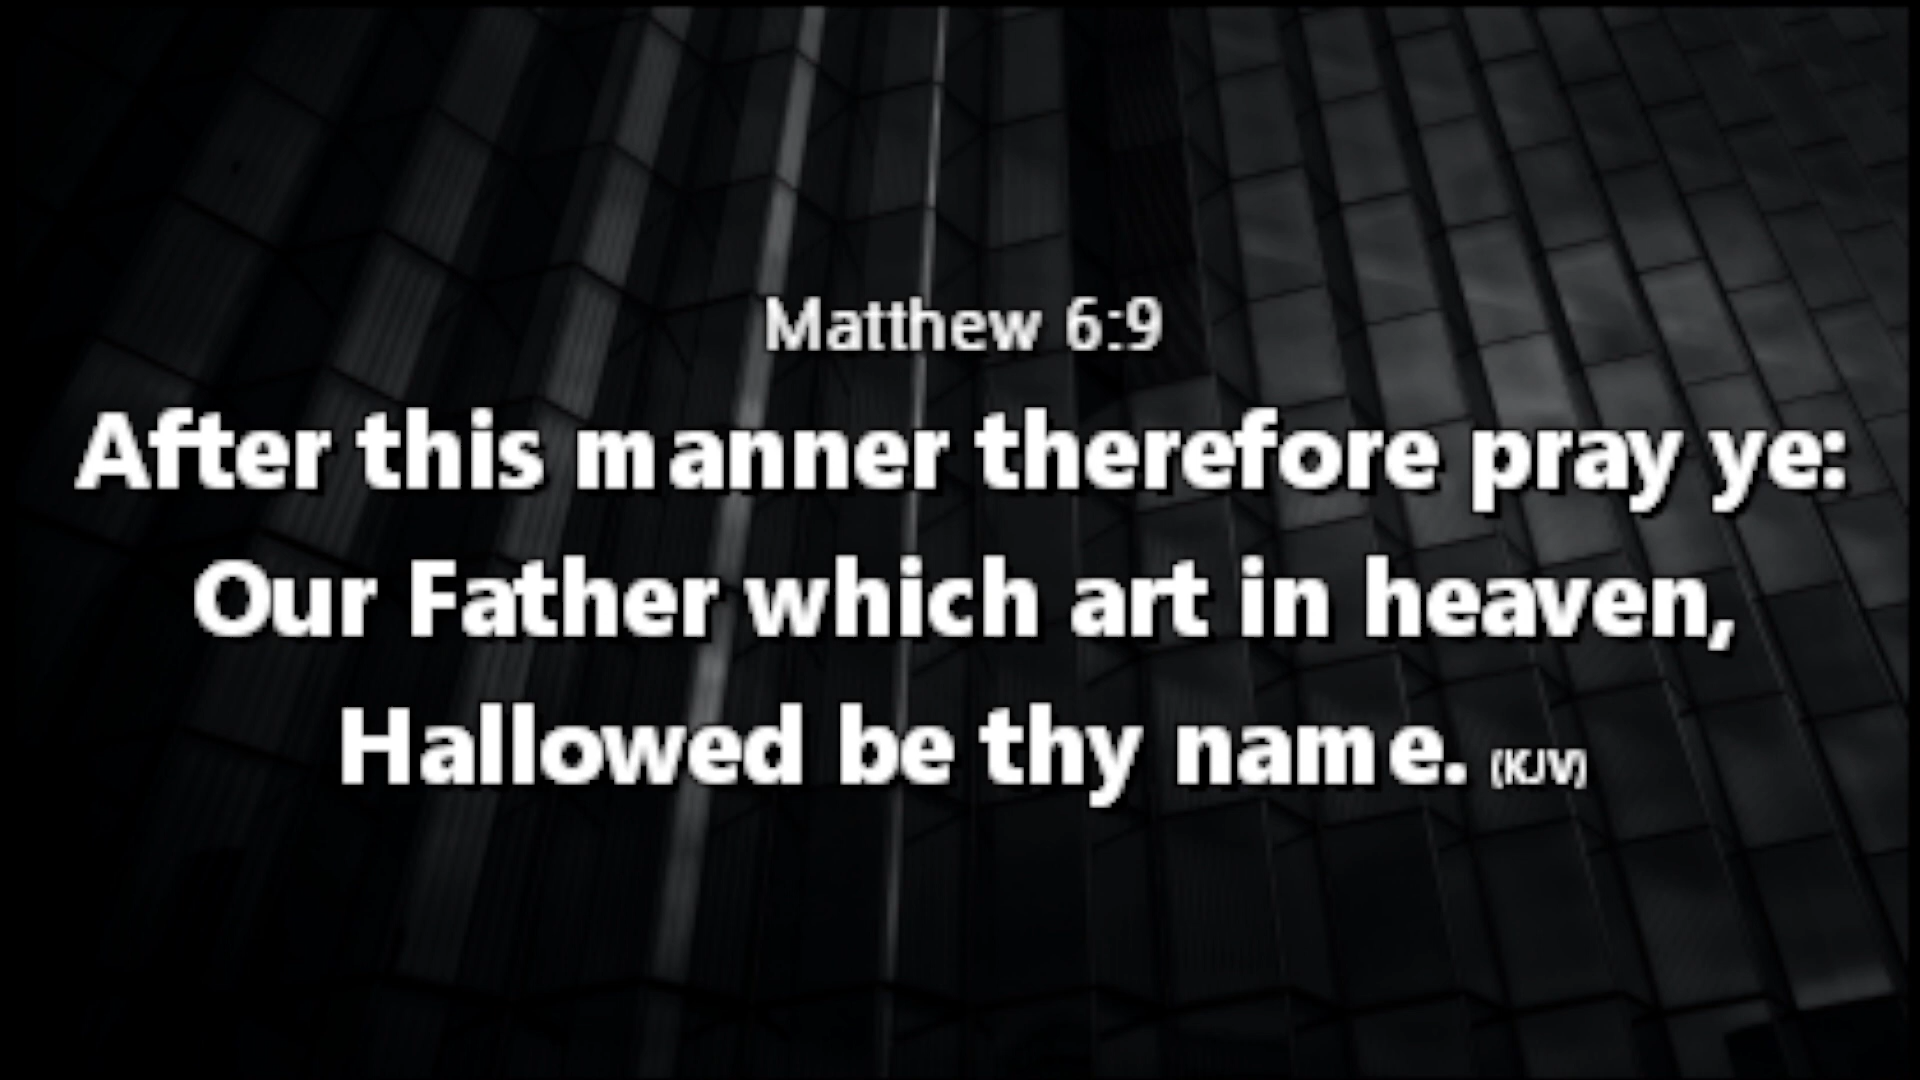 Matthew 6:9
After this manner therefore pray ye:
Our Father which art in heaven,
Hallowed be thy name. (KJV)